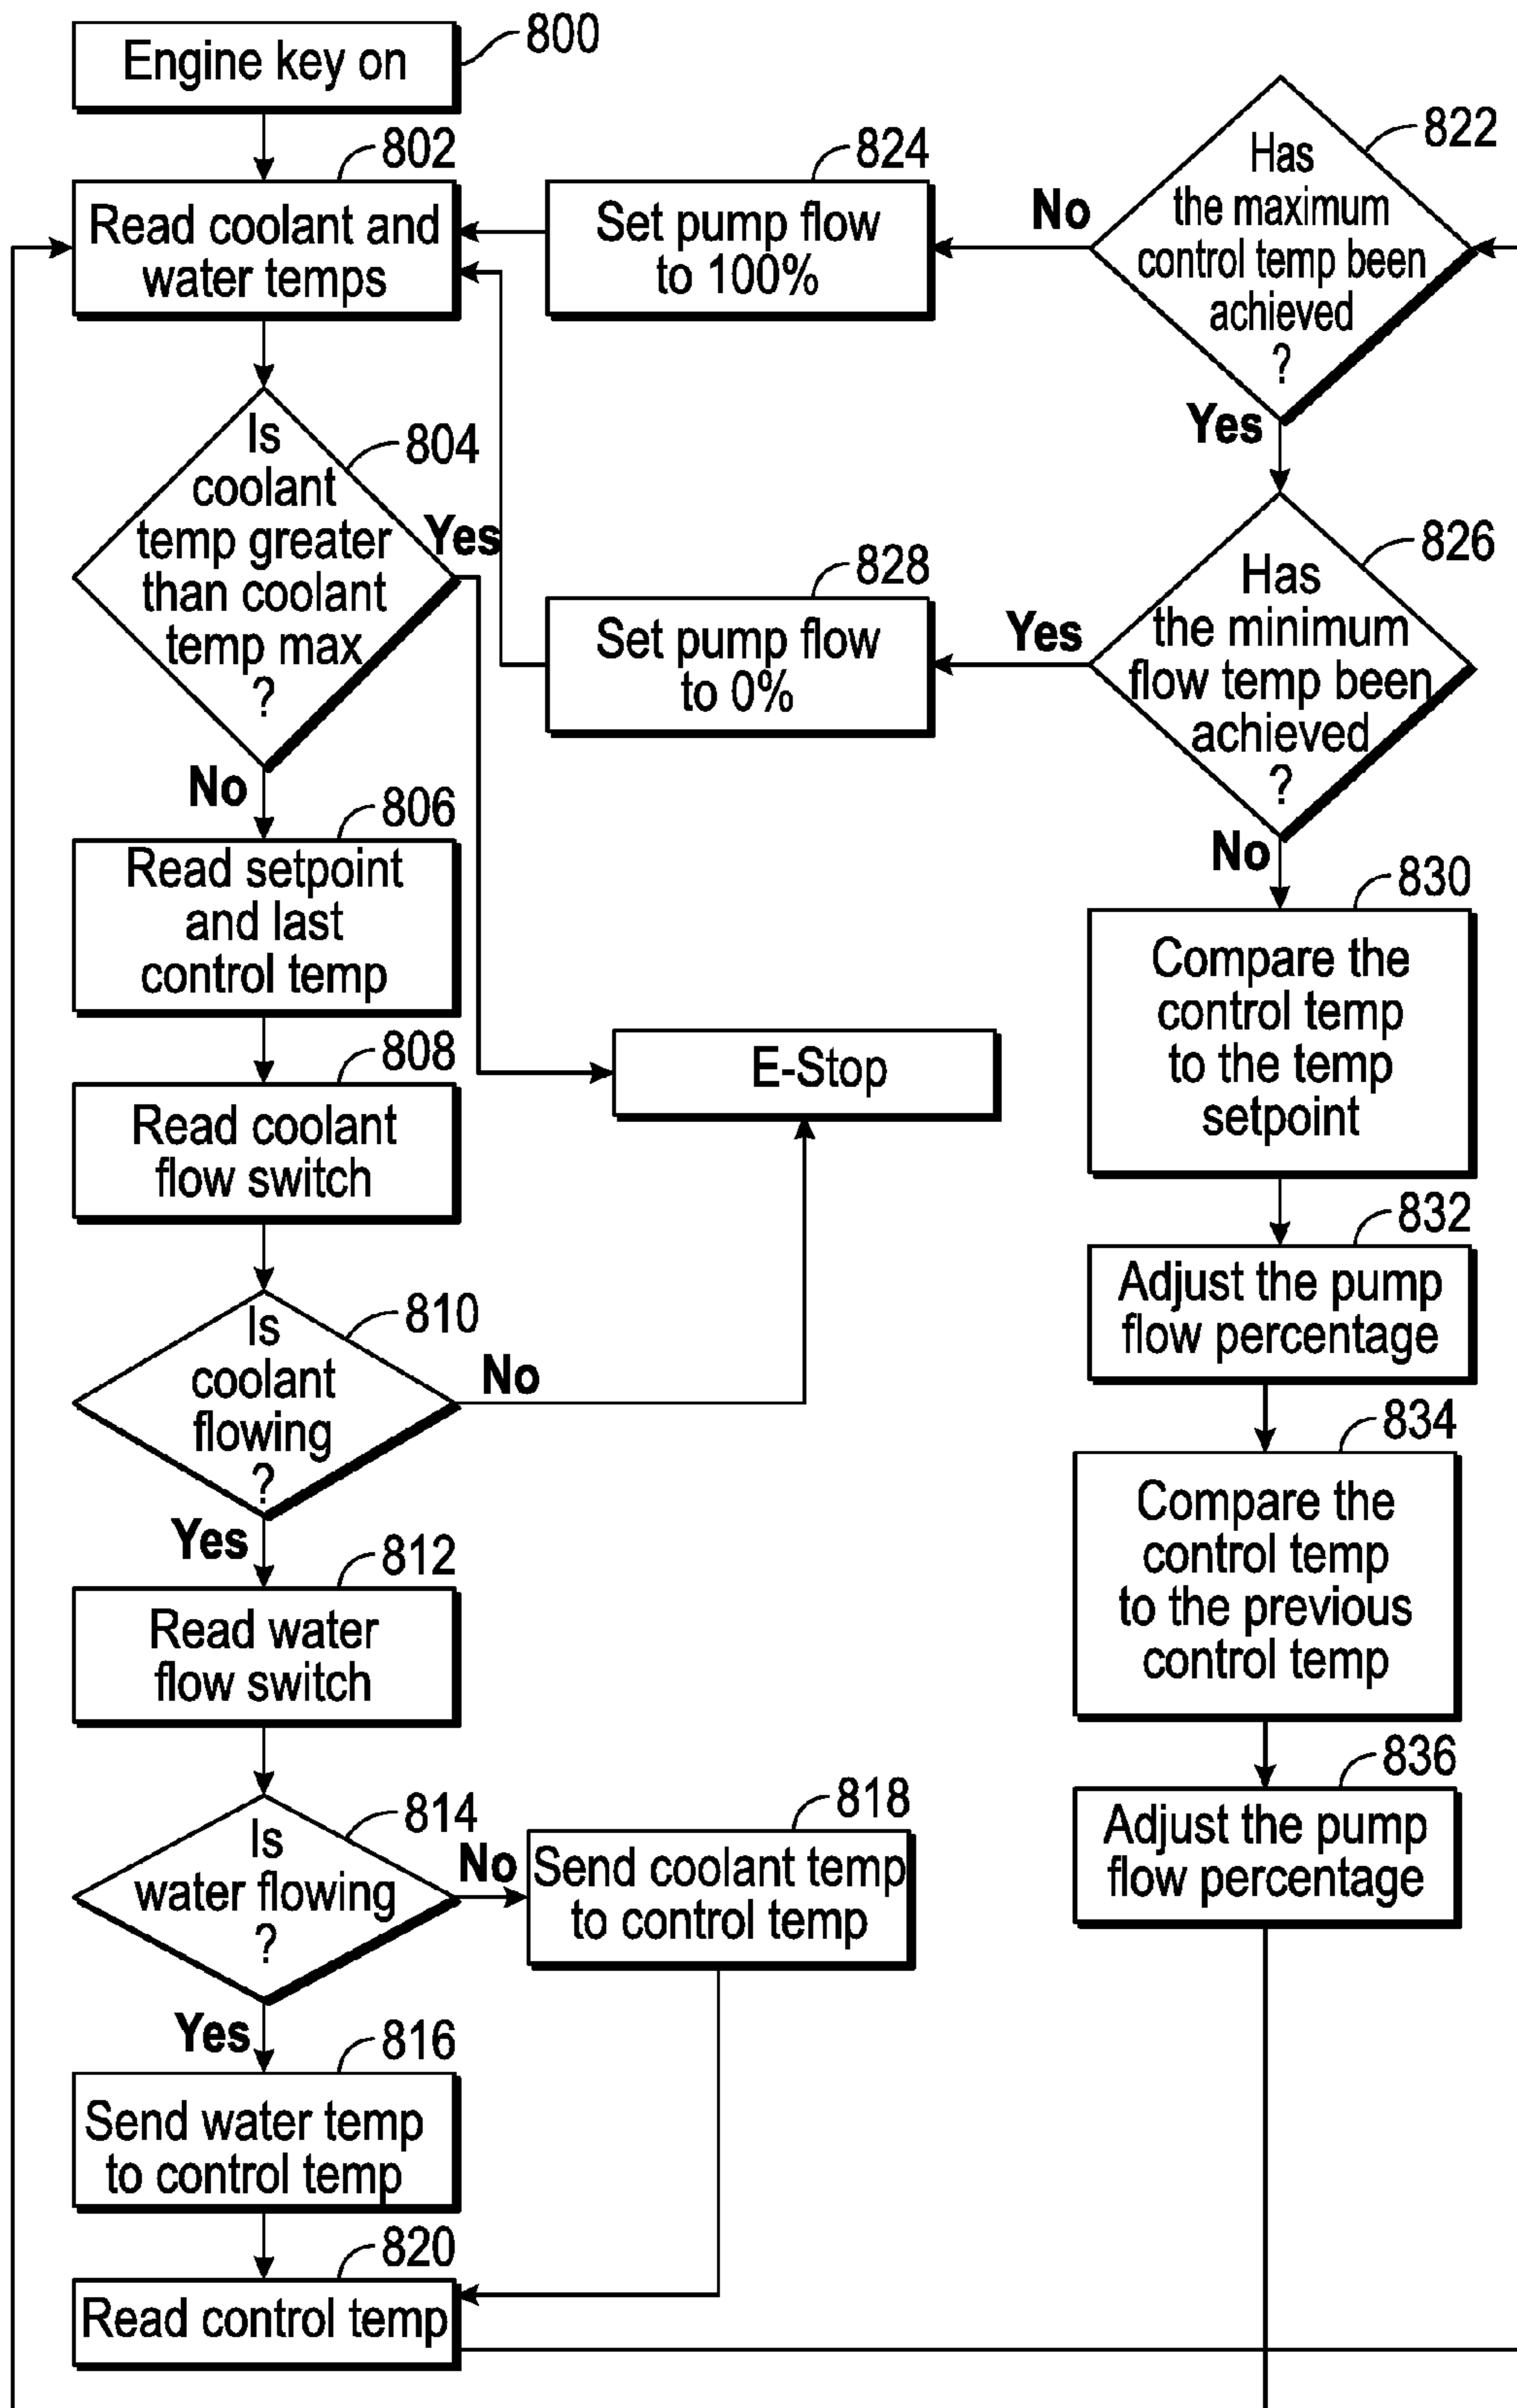 Engine key on
800
802
Read coolant and
water temps
Is
coolant
temp greater
than coolant
temp max
?
804
Yes
No
806
Read setpoint
and last
control temp
808
Read coolant
flow switch
Is
coolant
flowing
?
810
No
Yes
812
Read water
flow switch
Is
water flowing
?
814
No
818
Send coolant temp
to control temp
Yes
816
Send water temp
to control temp
820
Read control temp
E-Stop
824
Set pump flow
to 100%
828
Set pump flow
to 0%
Has
the maximum
control temp been
achieved
?
822
No
Yes
Has
the minimum
flow temp been
achieved
?
826
Yes
No
830
Compare the
control temp
to the temp
setpoint
832
Adjust the pump
flow percentage
834
Compare the
control temp
to the previous
control temp
836
Adjust the pump
flow percentage